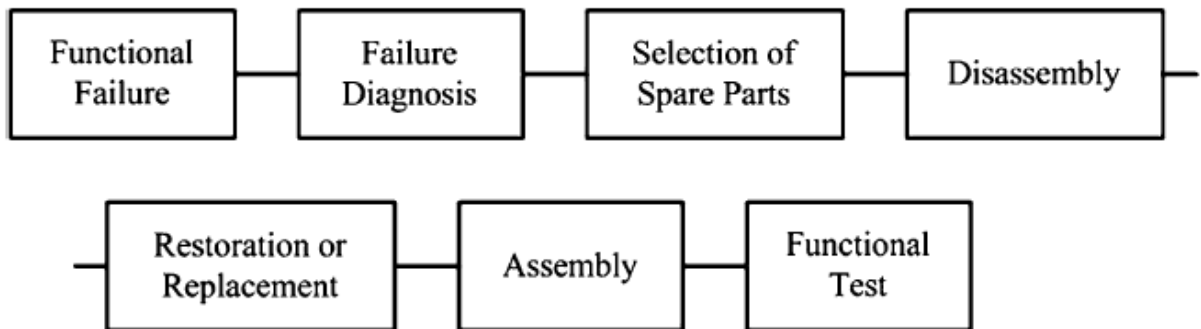 Functional
Failure
Failure
Diagnosis
Selection of
Spare Parts
Disassembly
Restoration or
Replacement
Assembly
Functional
Test